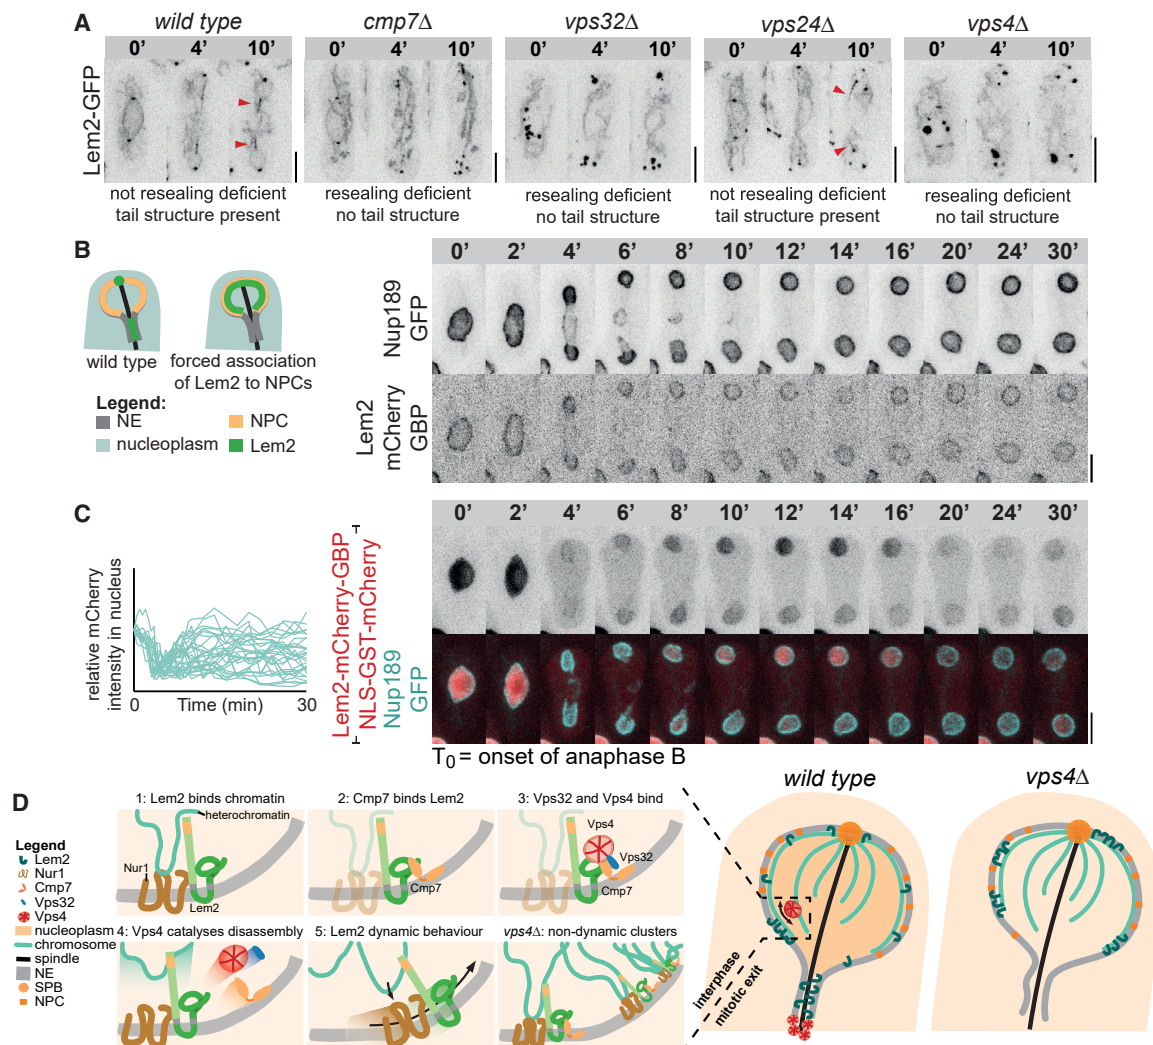 A
wild type
cmp7Δ
vps32Δ
vps24Δ
vps4Δ
0’ 4’ 10’
0’ 4’ 10’
0’ 4’ 10’
0’ 4’ 10’
0’ 4’ 10’
Lem2-GFP
not resealing deficient
tail structure present
resealing deficient
no tail structure
resealing deficient
no tail structure
not resealing deficient
tail structure present
resealing deficient
no tail structure
B
wild type
forced association
of Lem2 to NPCs
Legend:
NE
NPC
nucleoplasm
Lem2
0’ 2’ 4’ 6’ 8’ 10’ 12’ 14’ 16’ 20’ 24’ 30’
Nup189
GFP
Lem2
mCherry
GBP
C
relative mCherry
intensity in nucleus
0 Time (min) 30
Lem2-mCherry-GBP
NLS-GST-mCherry
Nup189
GFP
0’ 2’ 4’ 6’ 8’ 10’ 12’ 14’ 16’ 20’ 24’ 30’
T0 = onset of anaphase B
D
Legend
Lem2
Nur1
Cmp7
Vps32
Vps4
nucleoplasm
chromosome
spindle
NE
SPB
NPC
1: Lem2 binds chromatin
heterochromatin
Nur1
Lem2
2: Cmp7 binds Lem2
Cmp7
3: Vps32 and Vps4 bind
Vps4
Vps32
Cmp7
4: Vps4 catalyses disassembly
5: Lem2 dynamic behaviour
vps4Δ: non-dynamic clusters
wild type
vps4Δ
interphase
mitotic exit